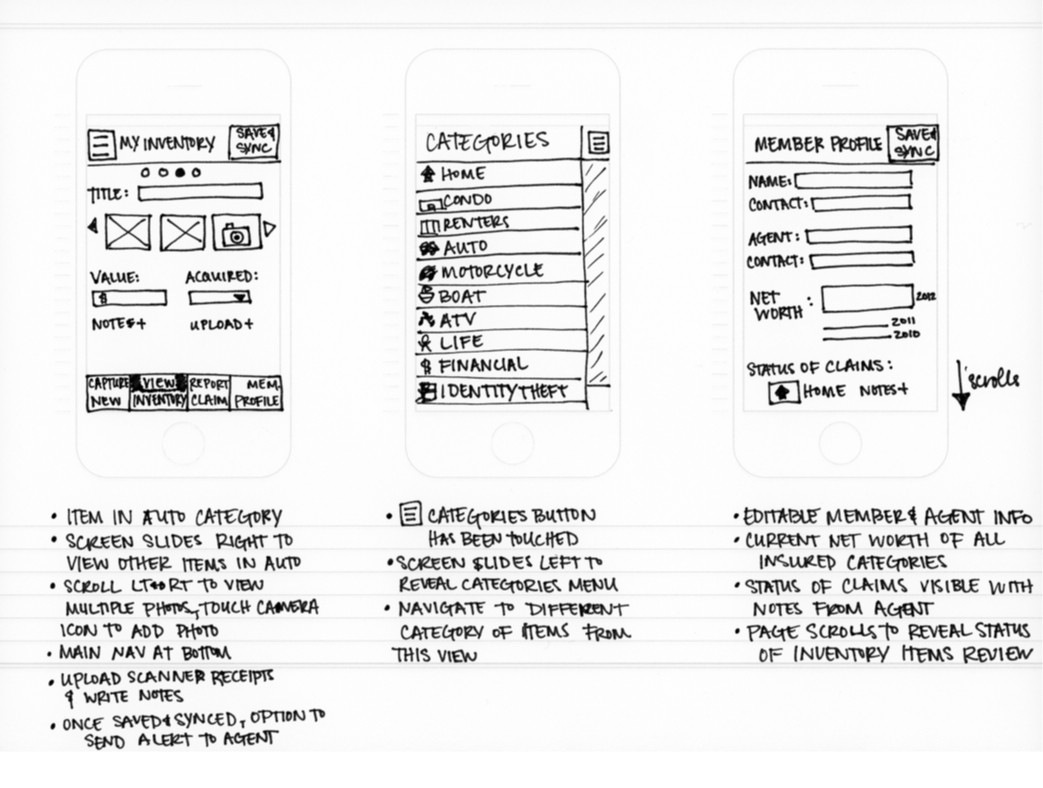 MY INVENTORY
SAVE &
SYNC
TITLE:
VALUE:
ACQUIRED:
$
NOTES+
UPLOAD+
CAPTURE
NEW
VIEW
INVENTORY
REPORT
CLAIM
MEM.
PROFILE
• ITEM IN AUTO CATEGORY
• SCREEN SLIDES RIGHT TO
VIEW OTHER ITEMS IN AUTO
• SCROLL LT↔RT TO VIEW
MULTIPLE PHOTOS, TOUCH CAMERA
ICON TO ADD PHOTO
• MAIN NAV AT BOTTOM
• UPLOAD SCANNER RECEIPTS
& WRITE NOTES
• ONCE SAVED & SYNCED, OPTION TO
SEND ALERT TO AGENT
CATEGORIES
HOME
CONDO
RENTERS
AUTO
MOTORCYCLE
BOAT
ATV
LIFE
$ FINANCIAL
IDENTITY THEFT
• CATEGORIES BUTTON
HAS BEEN TOUCHED
• SCREEN SLIDES LEFT TO
REVEAL CATEGORIES MENU
• NAVIGATE TO DIFFERENT
CATEGORY OF ITEMS FROM
THIS VIEW
MEMBER PROFILE
SAVE &
SYNC
NAME:
CONTACT:
AGENT:
CONTACT:
NET
WORTH:
2012
2011
2010
STATUS OF CLAIMS:
HOME NOTES+
scrolls
• EDITABLE MEMBER & AGENT INFO
• CURRENT NET WORTH OF ALL
INSURED CATEGORIES
• STATUS OF CLAIMS VISIBLE WITH
NOTES FROM AGENT
• PAGE SCROLLS TO REVEAL STATUS
OF INVENTORY ITEMS REVIEW